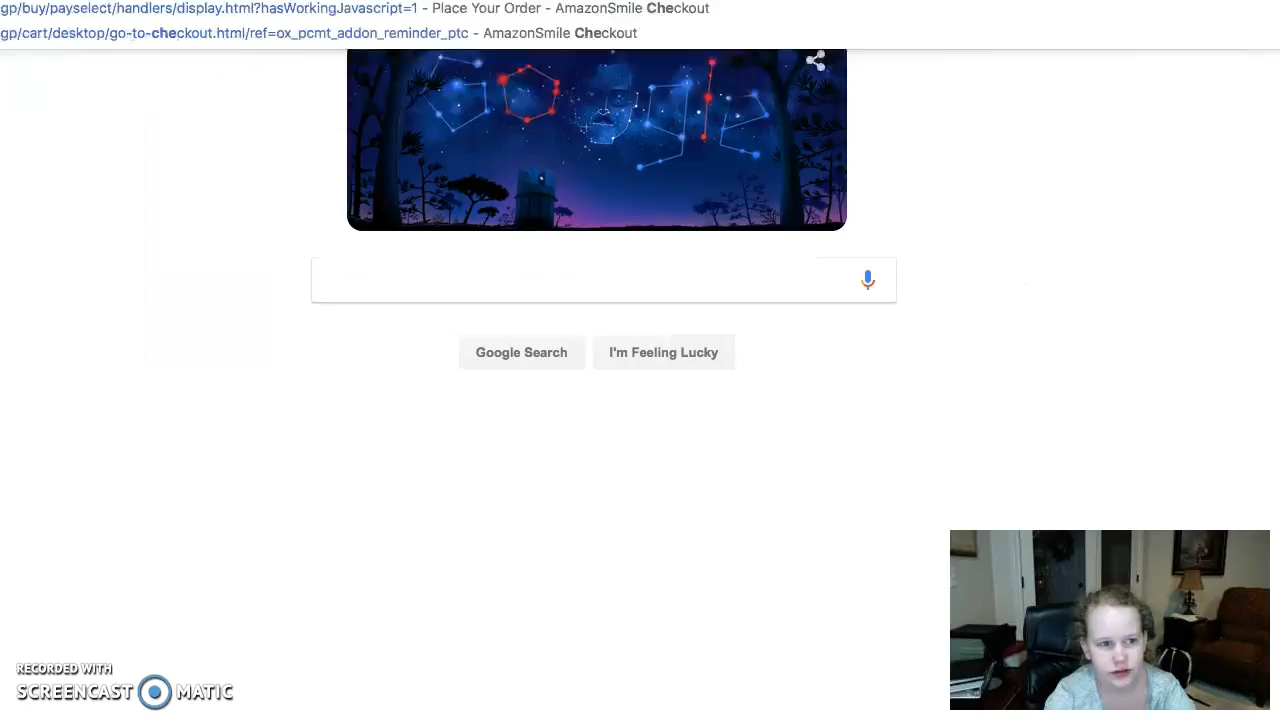 gp/buy/payselect/handlers/display.html?hasWorkingJavascript=1 - Place Your Order - AmazonSmile Checkout
gp/cart/desktop/go-to-checkout.html/ref=ox_pcmt_addon_reminder_ptc - AmazonSmile Checkout
Google Search
I'm Feeling Lucky
RECORDED WITH
SCREENCAST MATIC